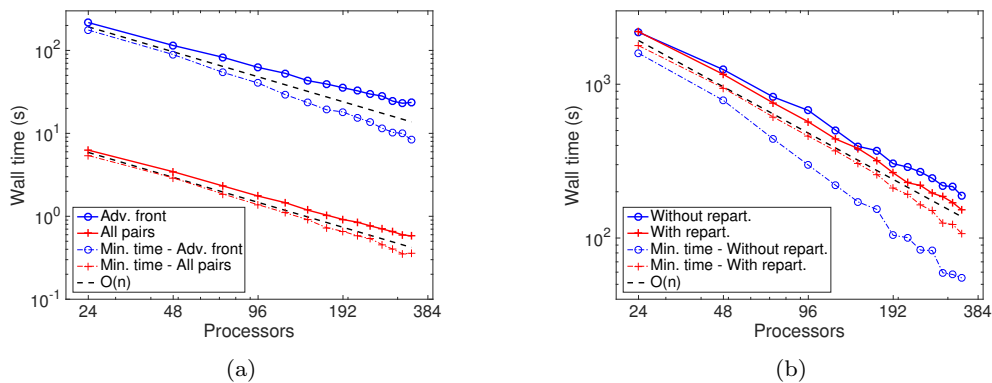 10^2
10^1
10^0
10^-1
Wall time (s)
Adv. front
All pairs
Min. time - Adv. front
Min. time - All pairs
O(n)
24 48 96 192 384
Processors
(a)
10^3
10^2
Wall time (s)
Without repart.
With repart.
Min. time - Without repart.
Min. time - With repart.
O(n)
24 48 96 192 384
Processors
(b)